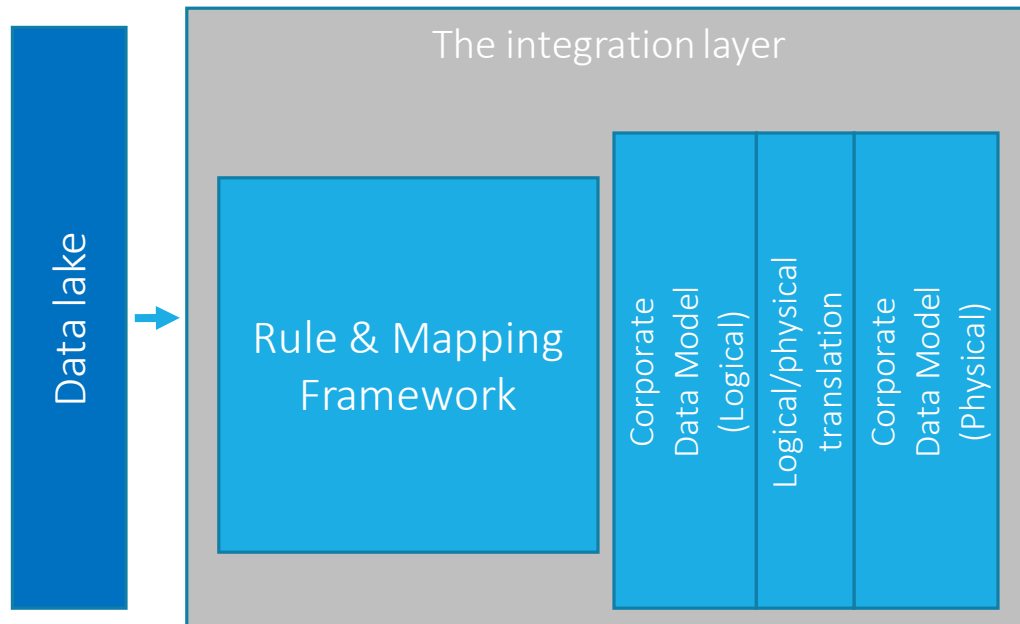 The integration layer
Data lake
Rule & Mapping
Framework
Corporate
Data Model
(Logical)
Logical/physical
translation
Corporate
Data Model
(Physical)